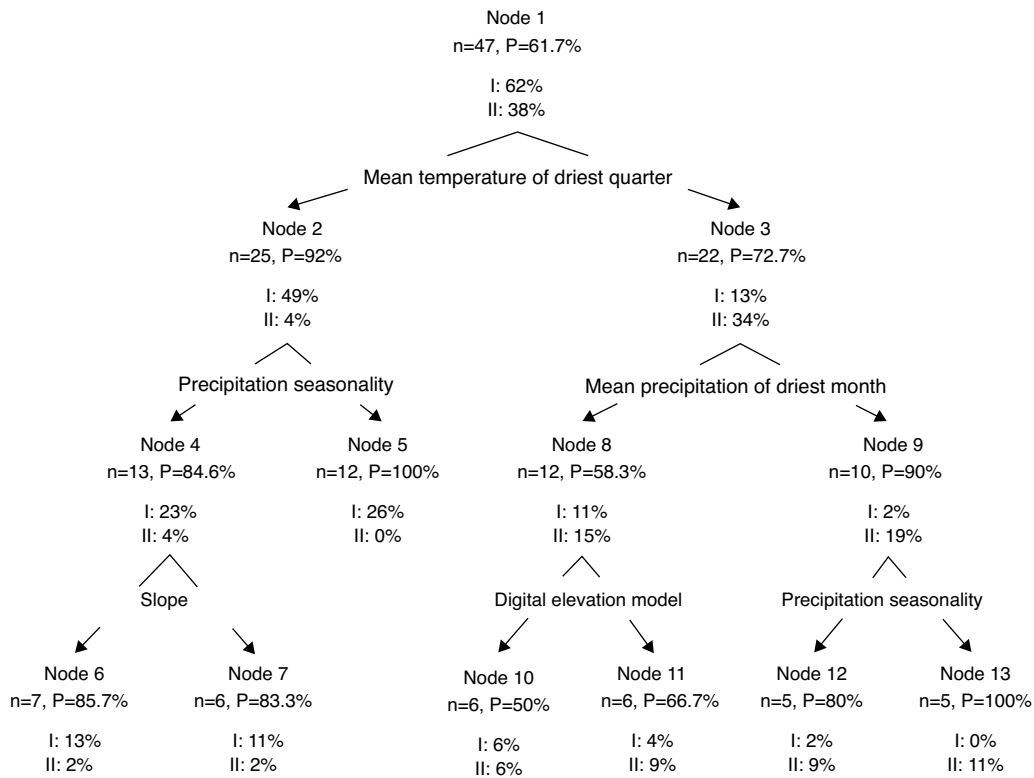 Node 1
n=47, P=61.7%
I: 62%
II: 38%
Mean temperature of driest quarter
Node 2
n=25, P=92%
I: 49%
II: 4%
Node 3
n=22, P=72.7%
I: 13%
II: 34%
Precipitation seasonality
Mean precipitation of driest month
Node 4
n=13, P=84.6%
I: 23%
II: 4%
Node 5
n=12, P=100%
I: 26%
II: 0%
Node 8
n=12, P=58.3%
I: 11%
II: 15%
Node 9
n=10, P=90%
I: 2%
II: 19%
Slope
Digital elevation model
Precipitation seasonality
Node 6
n=7, P=85.7%
I: 13%
II: 2%
Node 7
n=6, P=83.3%
I: 11%
II: 2%
Node 10
n=6, P=50%
I: 6%
II: 6%
Node 11
n=6, P=66.7%
I: 4%
II: 9%
Node 12
n=5, P=80%
I: 2%
II: 9%
Node 13
n=5, P=100%
I: 0%
II: 11%